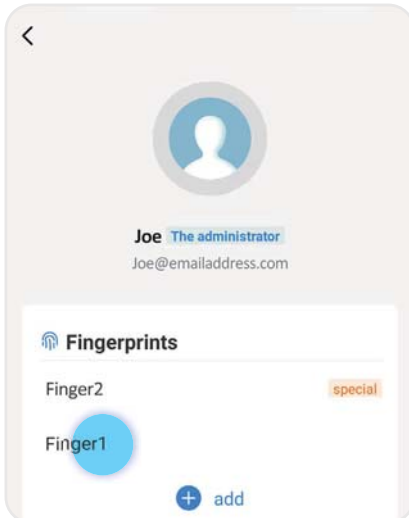 Joe The administrator
Joe@emailaddress.com
Fingerprints
Finger2 special
Finger1
add